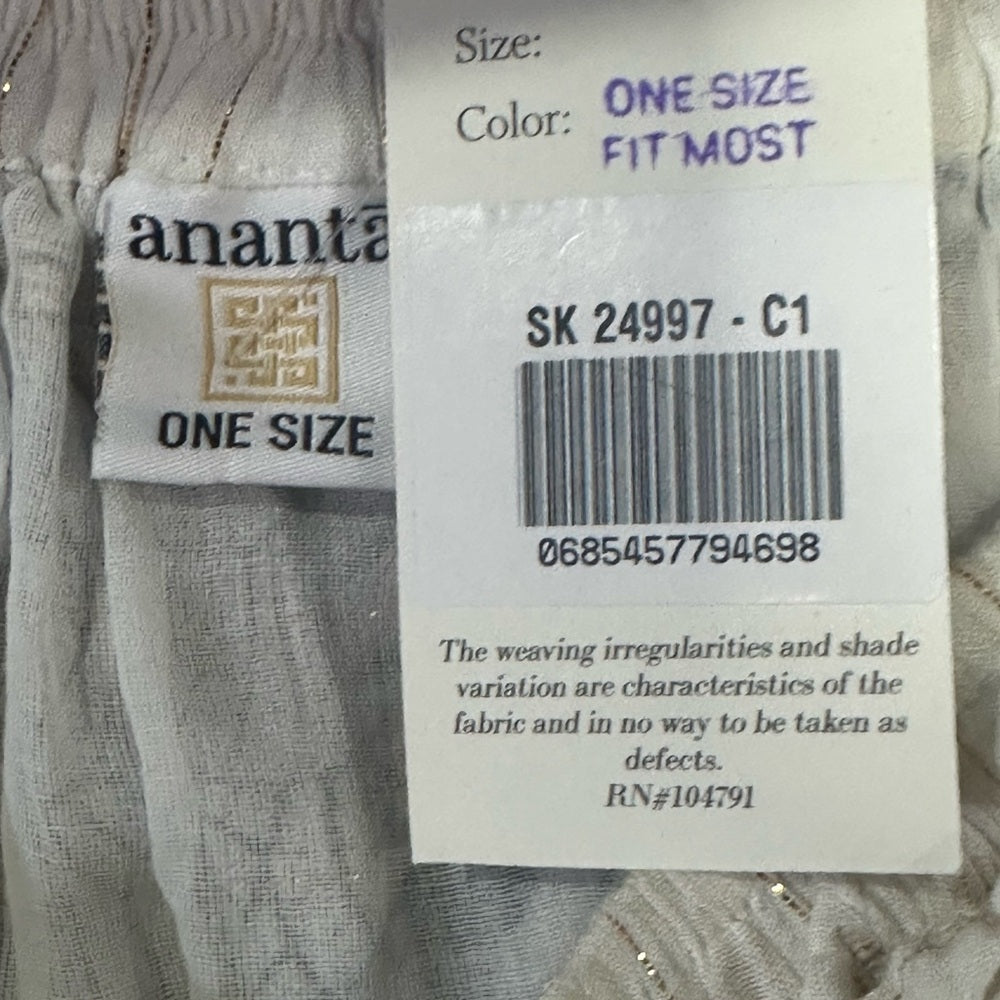 anantā
ONE SIZE
Size:
Color:
ONE SIZE
FIT MOST
SK 24997 - C1
0685457794698
The weaving irregularities and shade
variation are characteristics of the
fabric and in no way to be taken as
defects.
RN#104791